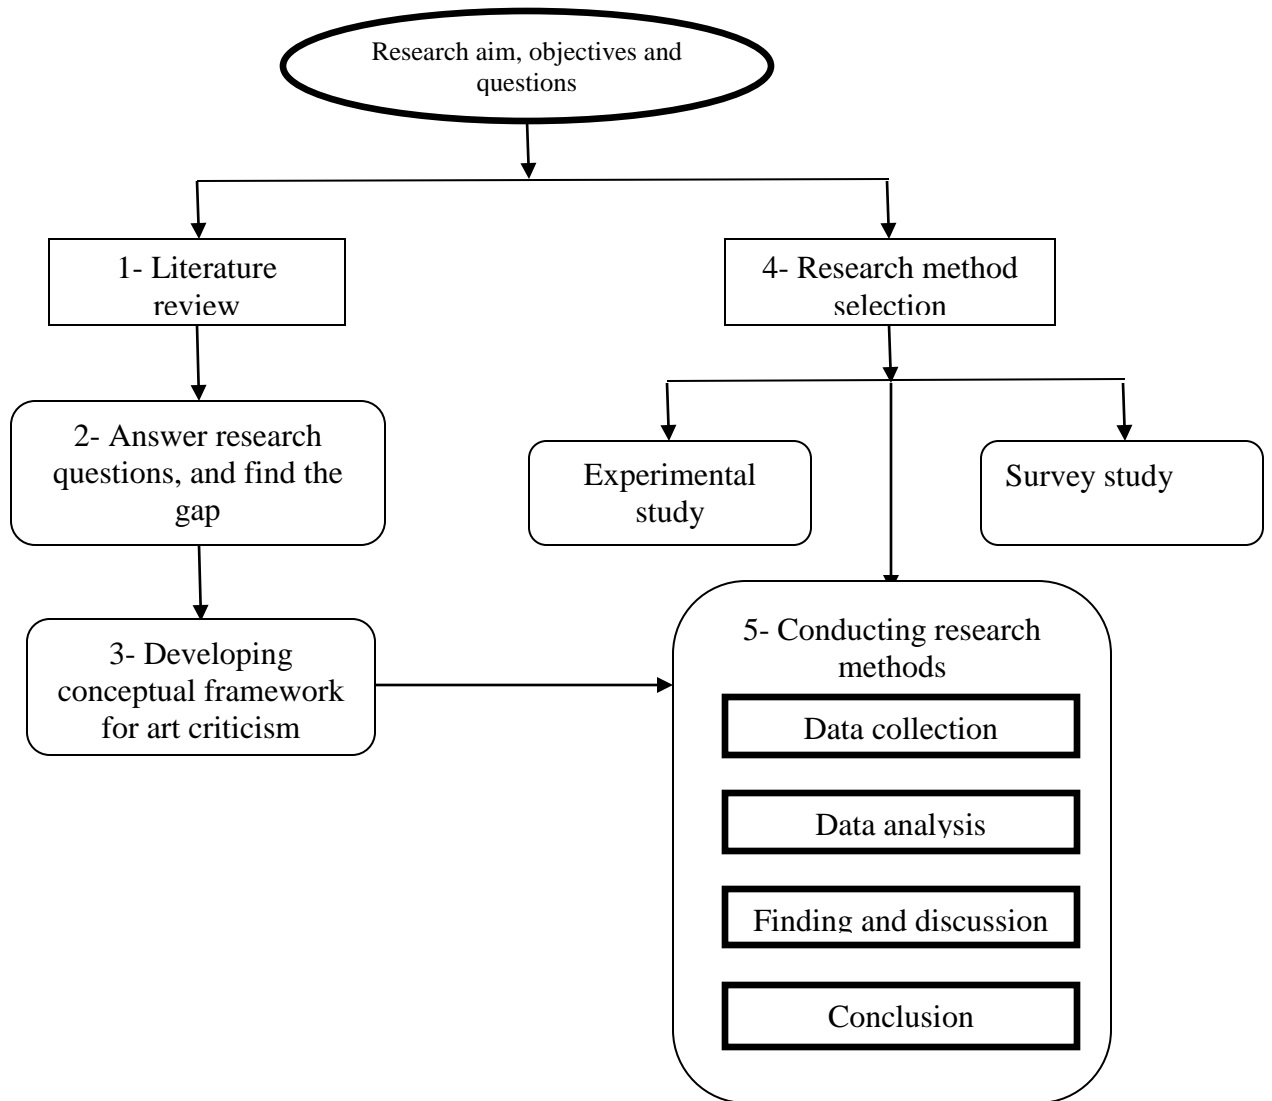 Research aim, objectives and
questions
1- Literature
review
4- Research method
selection
2- Answer research
questions, and find the
gap
Experimental
study
Survey study
3- Developing
conceptual framework
for art criticism
5- Conducting research
methods
Data collection
Data analysis
Finding and discussion
Conclusion